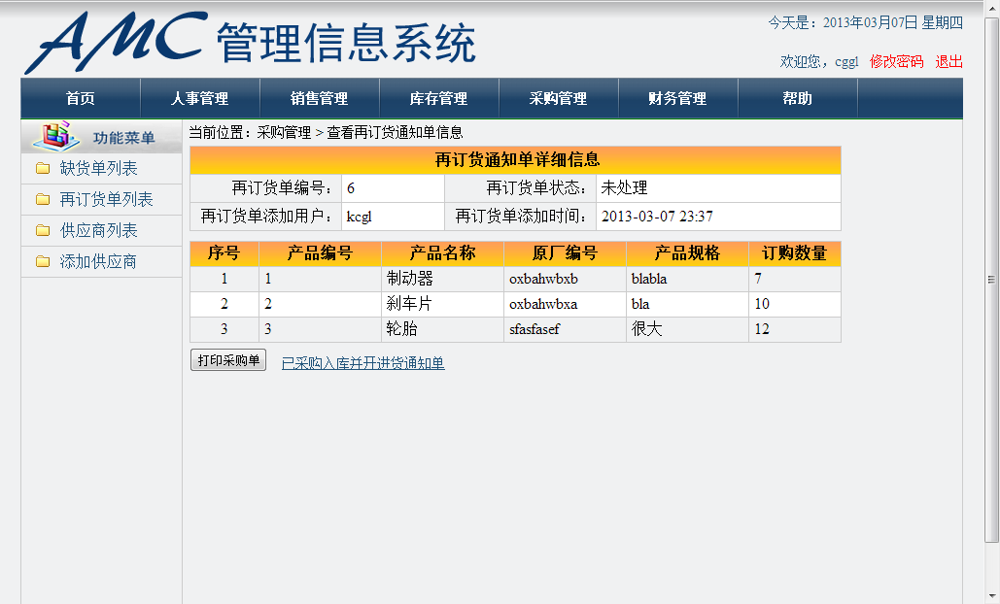 AMC 管理信息系统
今天是：2013年03月07日 星期四
欢迎您，cggl 修改密码 退出
首页 人事管理 销售管理 库存管理 采购管理 财务管理 帮助
功能菜单
缺货单列表
再订货单列表
供应商列表
添加供应商
当前位置：采购管理 > 查看再订货通知单信息
再订货通知单详细信息
再订货单编号： 6 再订货单状态： 未处理
再订货单添加用户： kcgl 再订货单添加时间： 2013-03-07 23:37
序号 产品编号 产品名称 原厂编号 产品规格 订购数量
1 1 制动器 oxbahwbxb blabla 7
2 2 刹车片 oxbahwbxa bla 10
3 3 轮胎 sfasfasef 很大 12
打印采购单 已采购入库并开进货通知单